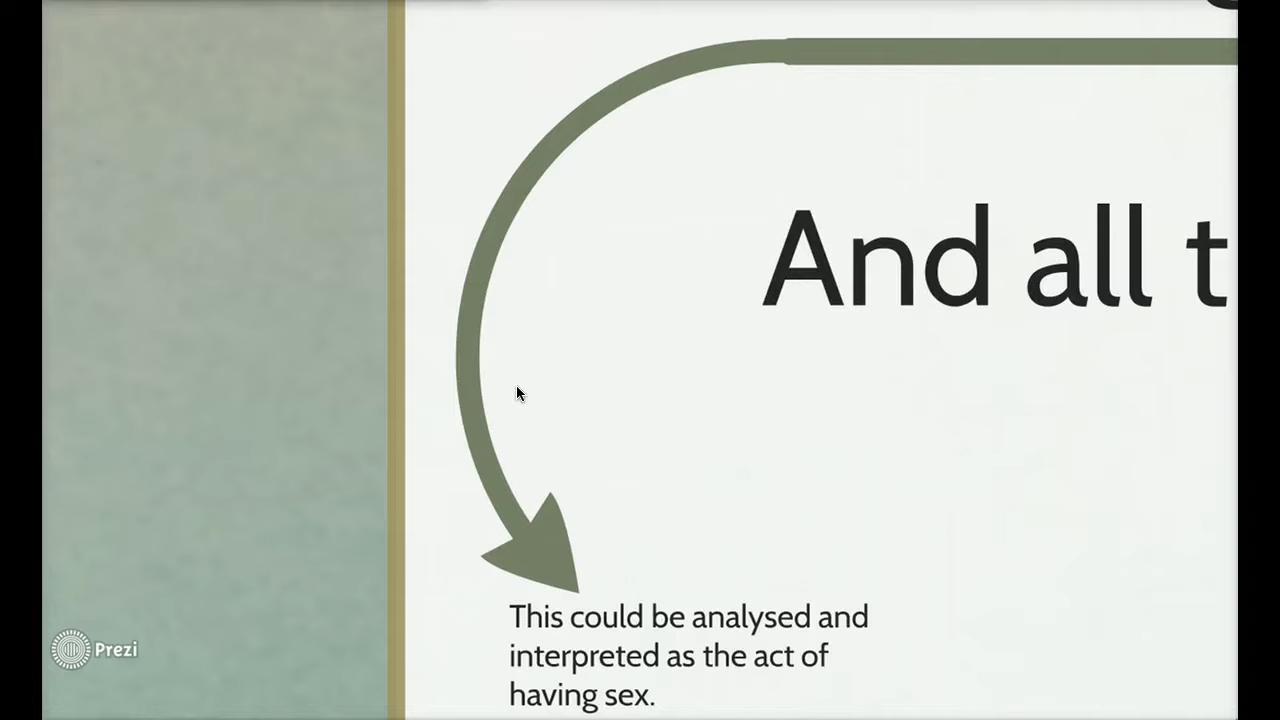 And all t
This could be analysed and
interpreted as the act of
having sex.
Prezi